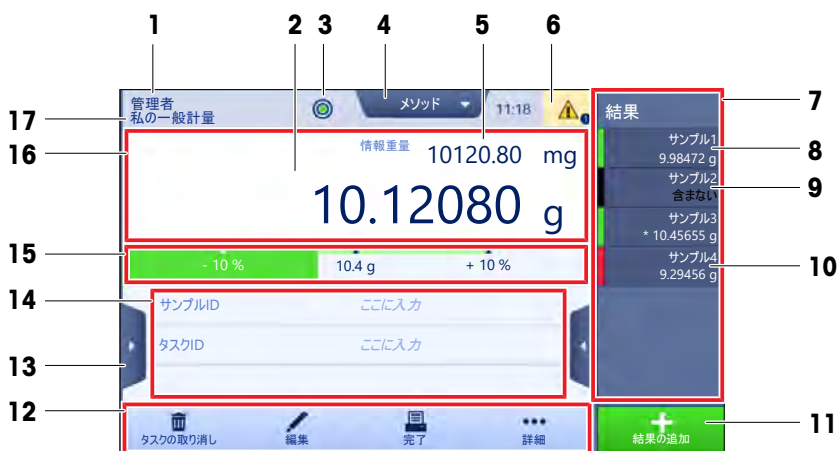 1 2 3 4 5 6
管理者
私の一般計量
メソッド
11:18
結果
7
17
16
情報重量 10120.80 mg
サンプル1
9.98472 g
8
サンプル2
含まない
9
10.12080 g
サンプル3
* 10.45655 g
15
- 10 % 10.4 g + 10 %
サンプル4
9.29456 g
10
14
サンプルID ここに入力
タスクID ここに入力
13
12
タスクの取り消し 編集 完了 詳細
結果の追加
11